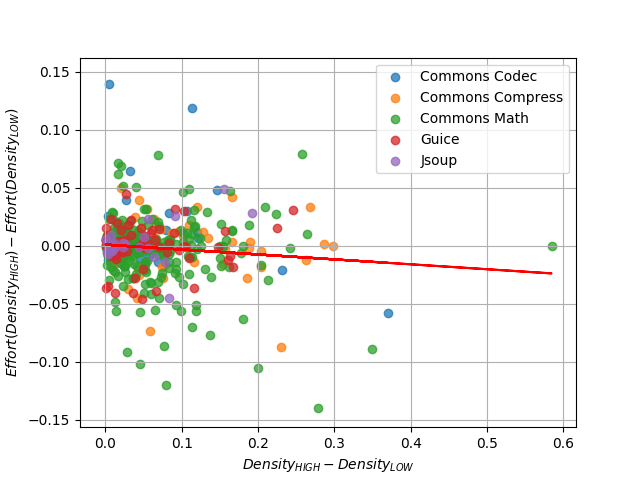 0.15
0.10
0.05
0.00
−0.05
−0.10
−0.15
0.0
0.1
0.2
0.3
0.4
0.5
0.6
Effort(Density_HIGH) − Effort(Density_LOW)
Density_HIGH − Density_LOW
Commons Codec
Commons Compress
Commons Math
Guice
Jsoup